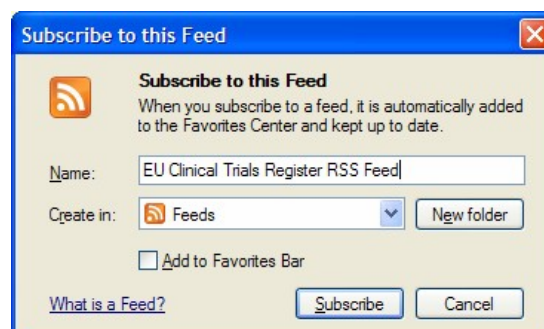 Subscribe to this Feed
Subscribe to this Feed
When you subscribe to a feed, it is automatically added
to the Favorites Center and kept up to date.
Name: EU Clinical Trials Register RSS Feed
Create in: Feeds New folder
Add to Favorites Bar
What is a Feed? Subscribe Cancel